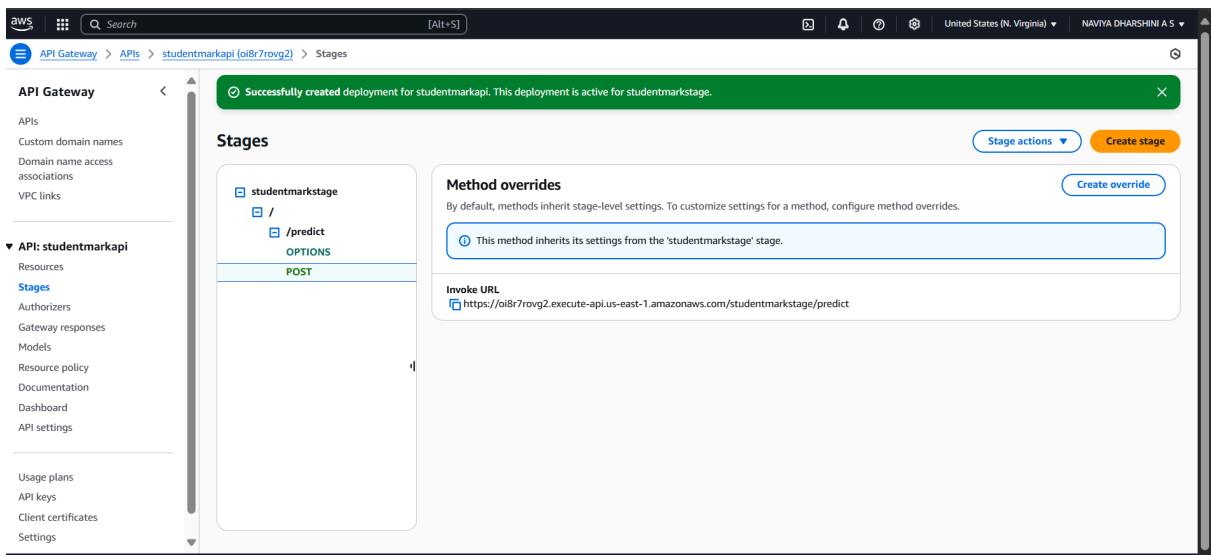 aws
Search
[Alt+S]
United States (N. Virginia)
NAVIYA DHARSHINI A S
API Gateway > APIs > studentmarkapi (oi8r7rovg2) > Stages
API Gateway
APIs
Custom domain names
Domain name access
associations
VPC links
API: studentmarkapi
Resources
Stages
Authorizers
Gateway responses
Models
Resource policy
Documentation
Dashboard
API settings
Usage plans
API keys
Client certificates
Settings
Successfully created deployment for studentmarkapi. This deployment is active for studentmarkstage.
Stages
Stage actions
Create stage
studentmarkstage
/
/predict
OPTIONS
POST
Method overrides
Create override
By default, methods inherit stage-level settings. To customize settings for a method, configure method overrides.
This method inherits its settings from the 'studentmarkstage' stage.
Invoke URL
https://oi8r7rovg2.execute-api.us-east-1.amazonaws.com/studentmarkstage/predict